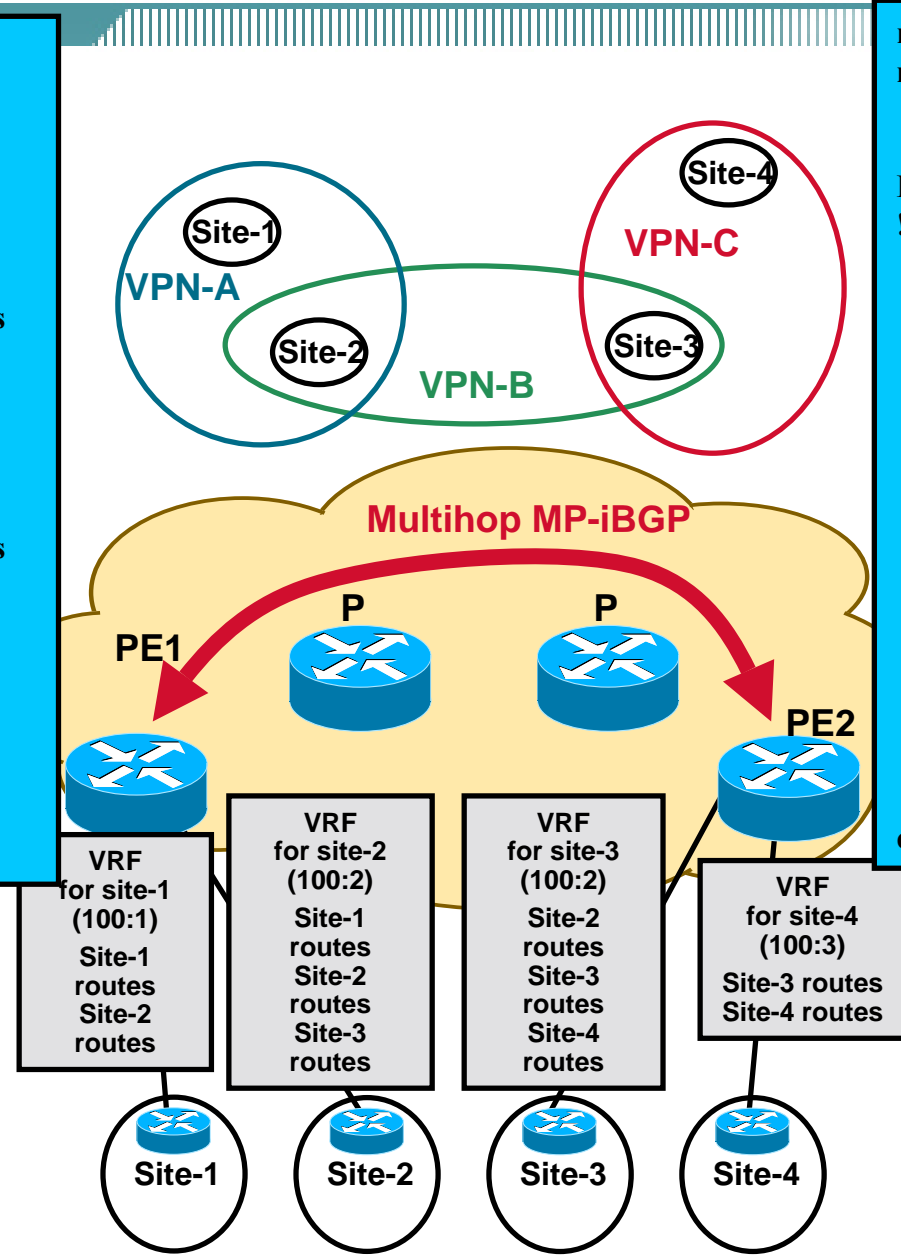 Site-4
Site-1
VPN-C
VPN-A
s
Site-2
Site-3
VPN-B
Multihop MP-iBGP
s
P
P
PE1
PE2
VRF
for site-1
(100:1)
Site-1
routes
Site-2
routes
VRF
for site-2
(100:2)
Site-1
routes
Site-2
routes
Site-3
routes
VRF
for site-3
(100:2)
Site-2
routes
Site-3
routes
Site-4
routes
VRF
for site-4
(100:3)
Site-3 routes
Site-4 routes
Site-1
Site-2
Site-3
Site-4